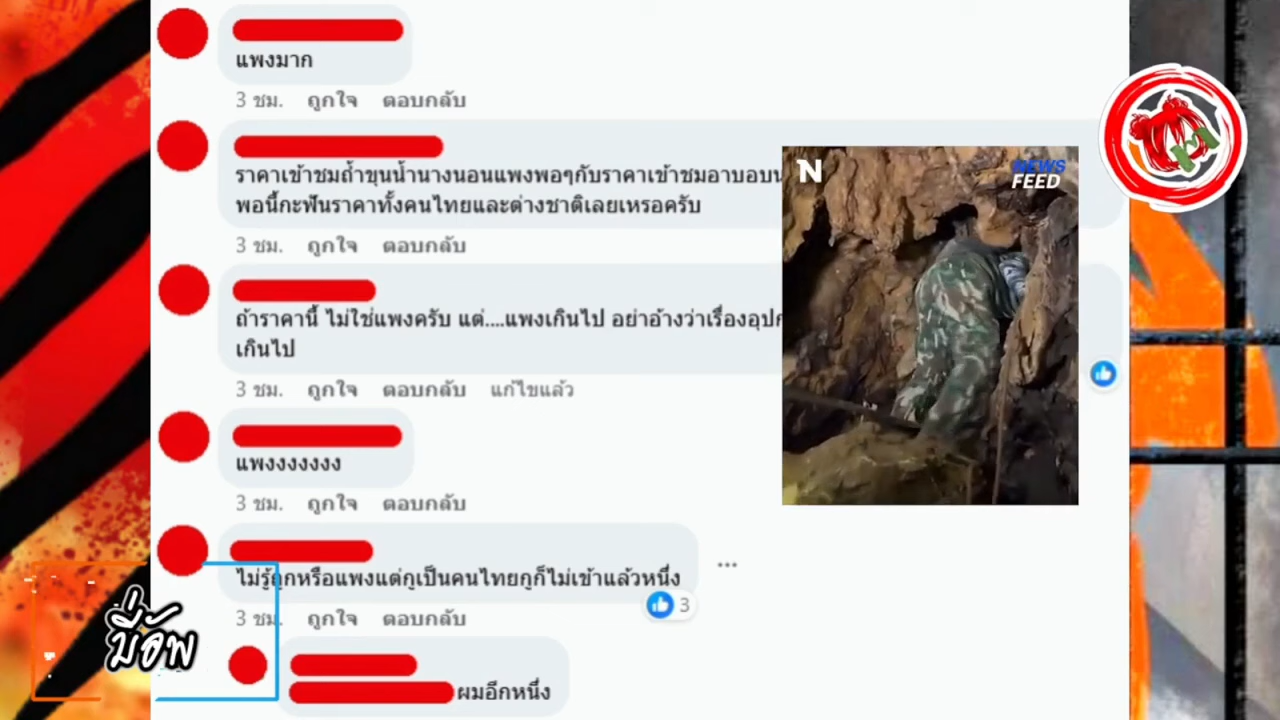 แพงมาก
3 ชม. ถูกใจ ตอบกลับ
ราคาเข้าชมถ้ำขุนน้ำนางนอนแพงพอๆกับราคาเข้าชมอาบอบน
พอนี้กะฟันราคาทั้งคนไทยและต่างชาติเลยเหรอครับ
3 ชม. ถูกใจ ตอบกลับ
ถ้าราคานี้ ไม่ใช่แพงครับ แต่....แพงเกินไป อย่าอ้างว่าเรื่องอุปก
เกินไป
3 ชม. ถูกใจ ตอบกลับ แก้ไขแล้ว
แพงงงงงงง
3 ชม. ถูกใจ ตอบกลับ
ไม่รู้ถูกหรือแพงแต่กูเป็นคนไทยกูก็ไม่เข้าแล้วหนึ่ง
3
3 ชม. ถูกใจ ตอบกลับ
ผมอีกหนึ่ง
N
NEWS
FEED
บี่อัพ